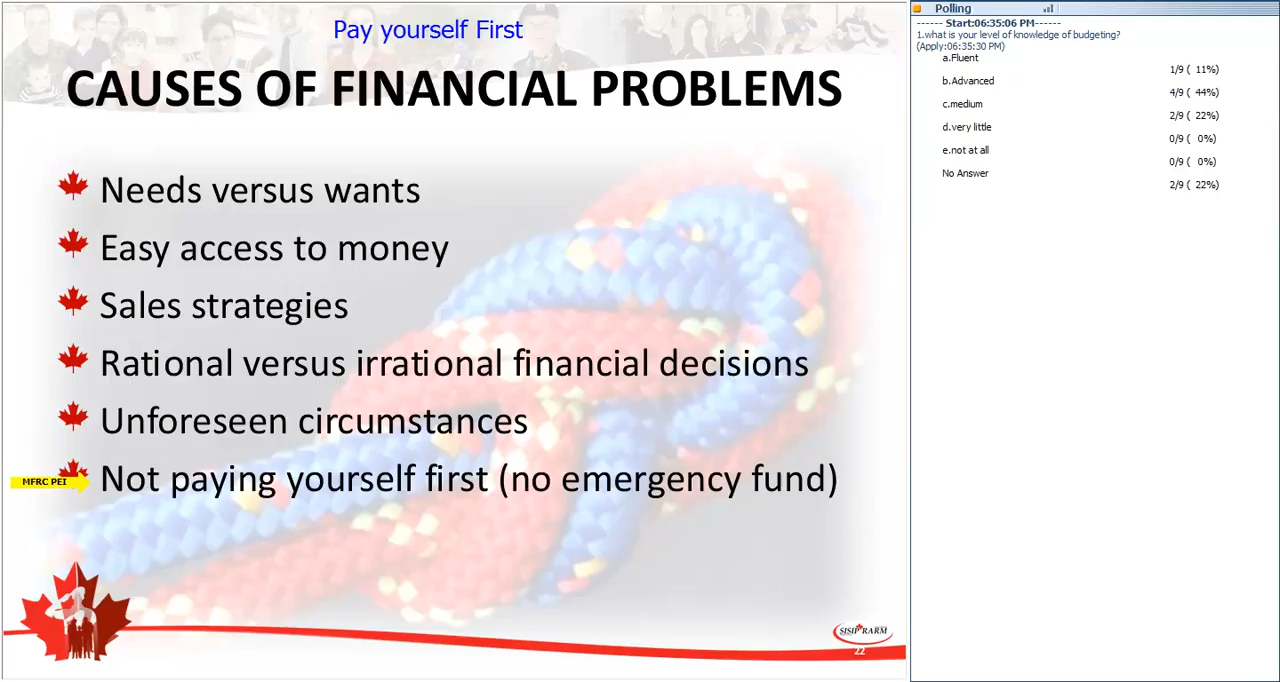 Pay yourself First
CAUSES OF FINANCIAL PROBLEMS
Needs versus wants
Easy access to money
Sales strategies
Rational versus irrational financial decisions
Unforeseen circumstances
MFRC PEI
Not paying yourself first (no emergency fund)
SISIP RARM
22
Polling
------ Start:06:35:06 PM------
1.what is your level of knowledge of budgeting?
(Apply:06:35:30 PM)
a.Fluent
1/9 ( 11%)
b.Advanced
4/9 ( 44%)
c.medium
2/9 ( 22%)
d.very little
0/9 ( 0%)
e.not at all
0/9 ( 0%)
No Answer
2/9 ( 22%)